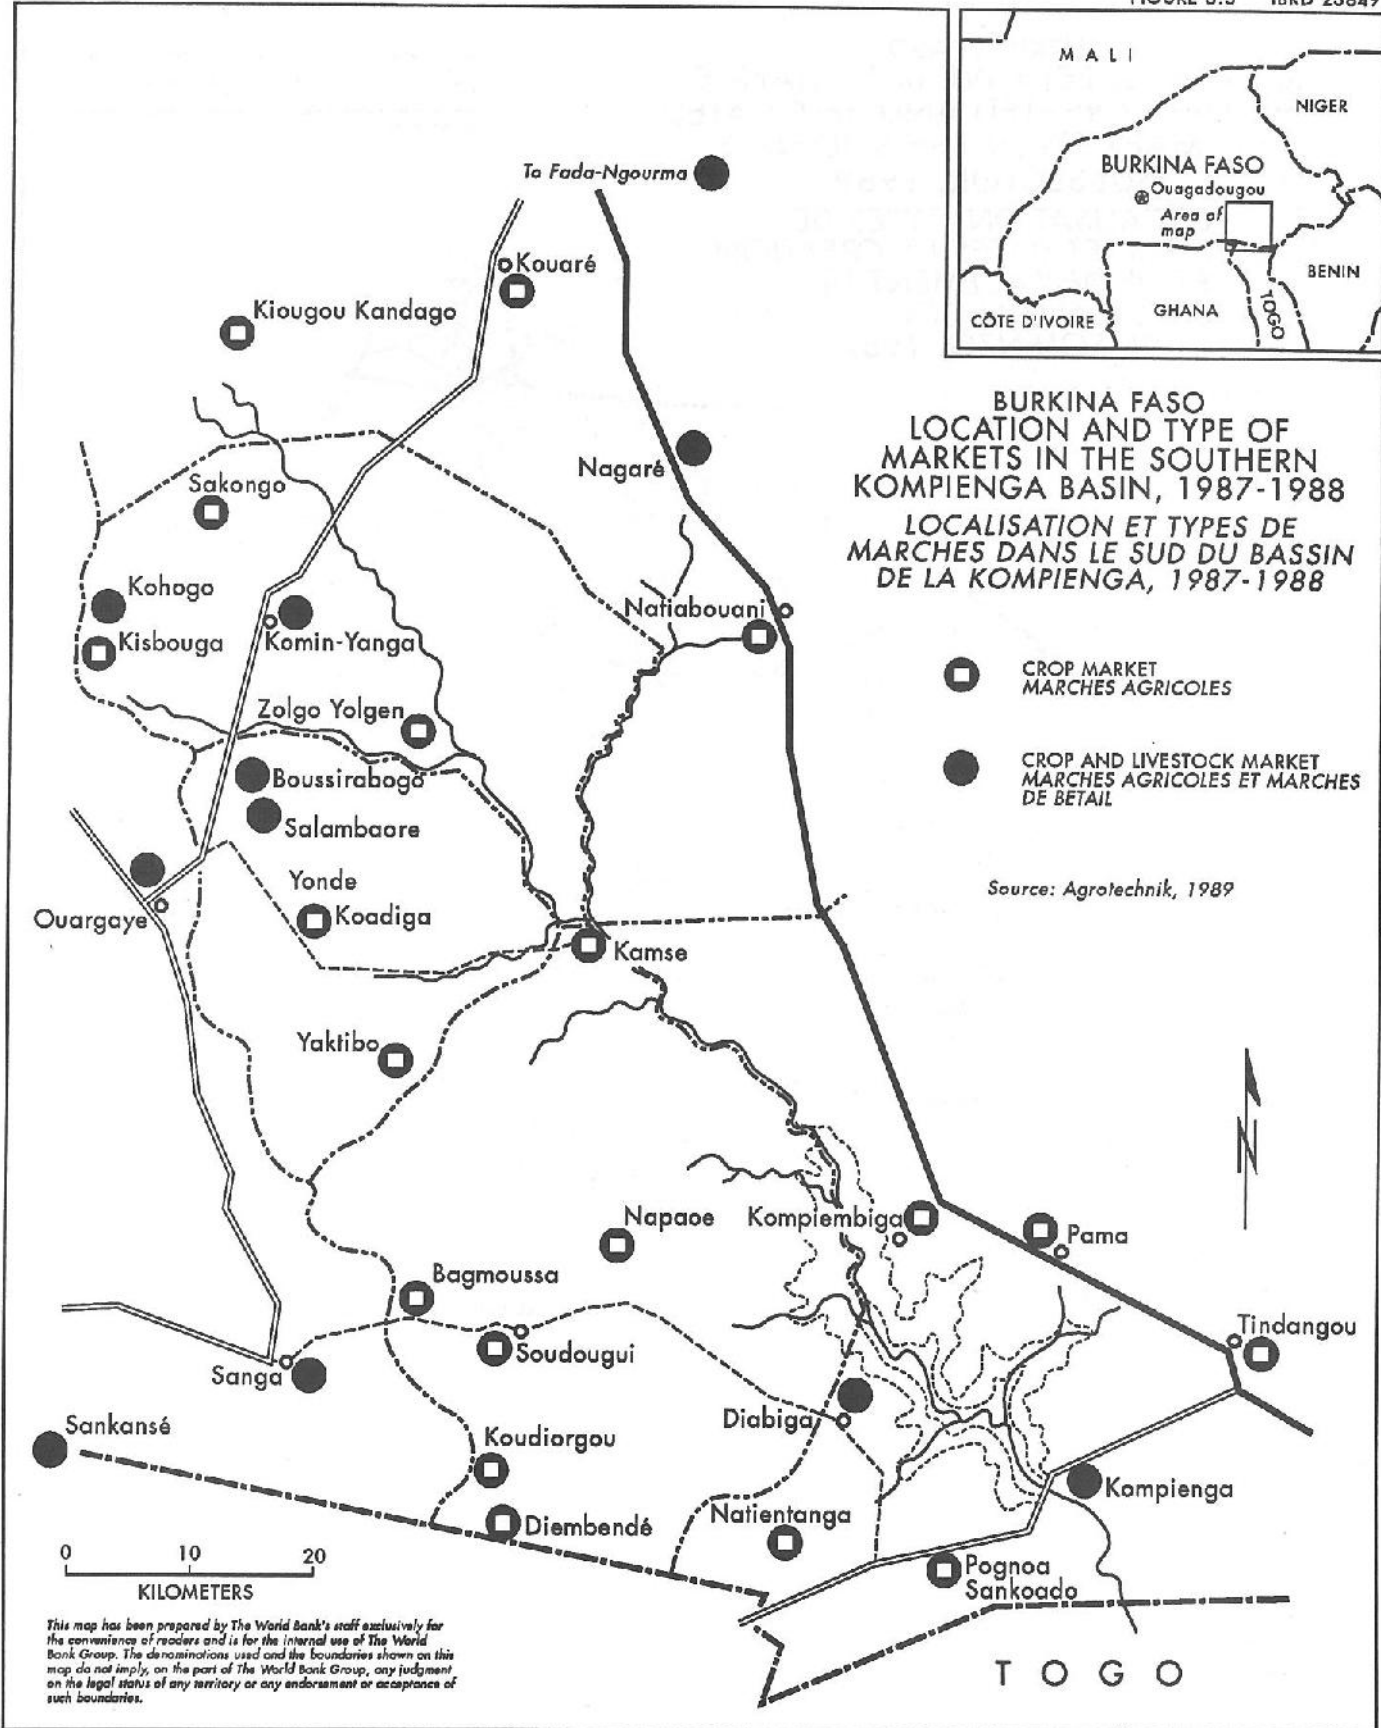 FIGURE 3.3 IBRD 23849
MALI
NIGER
BURKINA FASO
Ouagadougou
Area of
map
BENIN
CÔTE D'IVOIRE
GHANA
TOGO
BURKINA FASO
LOCATION AND TYPE OF
MARKETS IN THE SOUTHERN
KOMPIENGA BASIN, 1987-1988
LOCALISATION ET TYPES DE
MARCHES DANS LE SUD DU BASSIN
DE LA KOMPIENGA, 1987-1988
CROP MARKET
MARCHES AGRICOLES
CROP AND LIVESTOCK MARKET
MARCHES AGRICOLES ET MARCHES
DE BETAIL
Source: Agrotechnik, 1989
N
To Fada-Ngourma
Kouaré
Kiougou Kandago
Nagaré
Sakongo
Kohogo
Natiabouani
Kisbouga
Komin-Yanga
Zolgo Yolgen
Boussirabogo
Salambaore
Yonde
Koadiga
Ouargaye
Kamse
Yaktibo
Napaoe
Kompiembiga
Pama
Bagmoussa
Tindangou
Soudougui
Sanga
Diabiga
Sankansé
Koudiorgou
Kompienga
Natientanga
Diembendé
Pognoa
Sankoado
0 10 20
KILOMETERS
This map has been prepared by The World Bank's staff exclusively for
the convenience of readers and is for the internal use of The World
Bank Group. The denominations used and the boundaries shown on this
map do not imply, on the part of The World Bank Group, any judgment
on the legal status of any territory or any endorsement or acceptance of
such boundaries.
TOGO